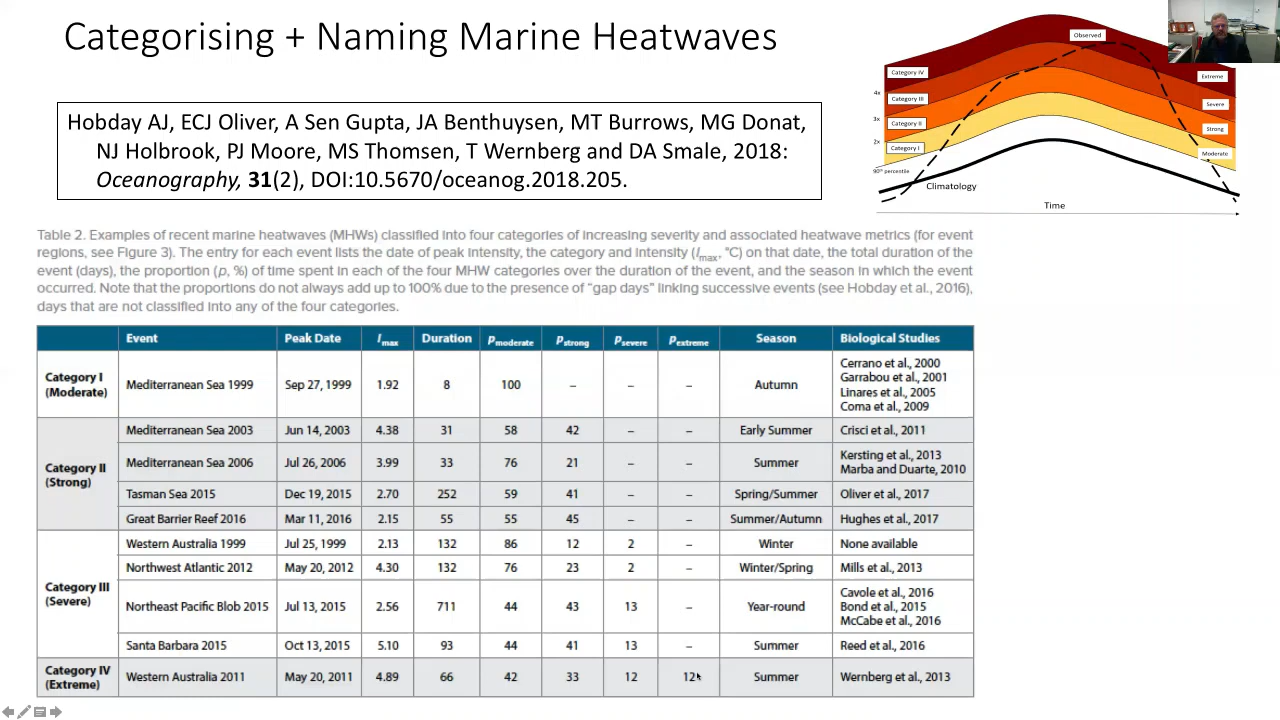 Categorising + Naming Marine Heatwaves
Hobday AJ, ECJ Oliver, A Sen Gupta, JA Benthuysen, MT Burrows, MG Donat,
NJ Holbrook, PJ Moore, MS Thomsen, T Wernberg and DA Smale, 2018:
Oceanography, 31(2), DOI:10.5670/oceanog.2018.205.
Observed
Category IV
Extreme
4x
Category III
Severe
3x
Category II
Strong
2x
Category I
Moderate
90th percentile
Climatology
Time
Table 2. Examples of recent marine heatwaves (MHWs) classified into four categories of increasing severity and associated heatwave metrics (for event
regions, see Figure 3). The entry for each event lists the date of peak intensity, the category and intensity (Imax, °C) on that date, the total duration of the
event (days), the proportion (p, %) of time spent in each of the four MHW categories over the duration of the event, and the season in which the event
occurred. Note that the proportions do not always add up to 100% due to the presence of “gap days” linking successive events (see Hobday et al., 2016),
days that are not classified into any of the four categories.
Event Peak Date Imax Duration pmoderate pstrong psevere pextreme Season Biological Studies
Category I (Moderate) Mediterranean Sea 1999 Sep 27, 1999 1.92 8 100 – – – Autumn Cerrano et al., 2000
Garrabou et al., 2001
Linares et al., 2005
Coma et al., 2009
Category II (Strong) Mediterranean Sea 2003 Jun 14, 2003 4.38 31 58 42 – – Early Summer Crisci et al., 2011
Mediterranean Sea 2006 Jul 26, 2006 3.99 33 76 21 – – Summer Kersting et al., 2013
Marba and Duarte, 2010
Tasman Sea 2015 Dec 19, 2015 2.70 252 59 41 – – Spring/Summer Oliver et al., 2017
Great Barrier Reef 2016 Mar 11, 2016 2.15 55 55 45 – – Summer/Autumn Hughes et al., 2017
Category III (Severe) Western Australia 1999 Jul 25, 1999 2.13 132 86 12 2 – Winter None available
Northwest Atlantic 2012 May 20, 2012 4.30 132 76 23 2 – Winter/Spring Mills et al., 2013
Northeast Pacific Blob 2015 Jul 13, 2015 2.56 711 44 43 13 – Year-round Cavole et al., 2016
Bond et al., 2015
McCabe et al., 2016
Santa Barbara 2015 Oct 13, 2015 5.10 93 44 41 13 – Summer Reed et al., 2016
Category IV (Extreme) Western Australia 2011 May 20, 2011 4.89 66 42 33 12 12 Summer Wernberg et al., 2013